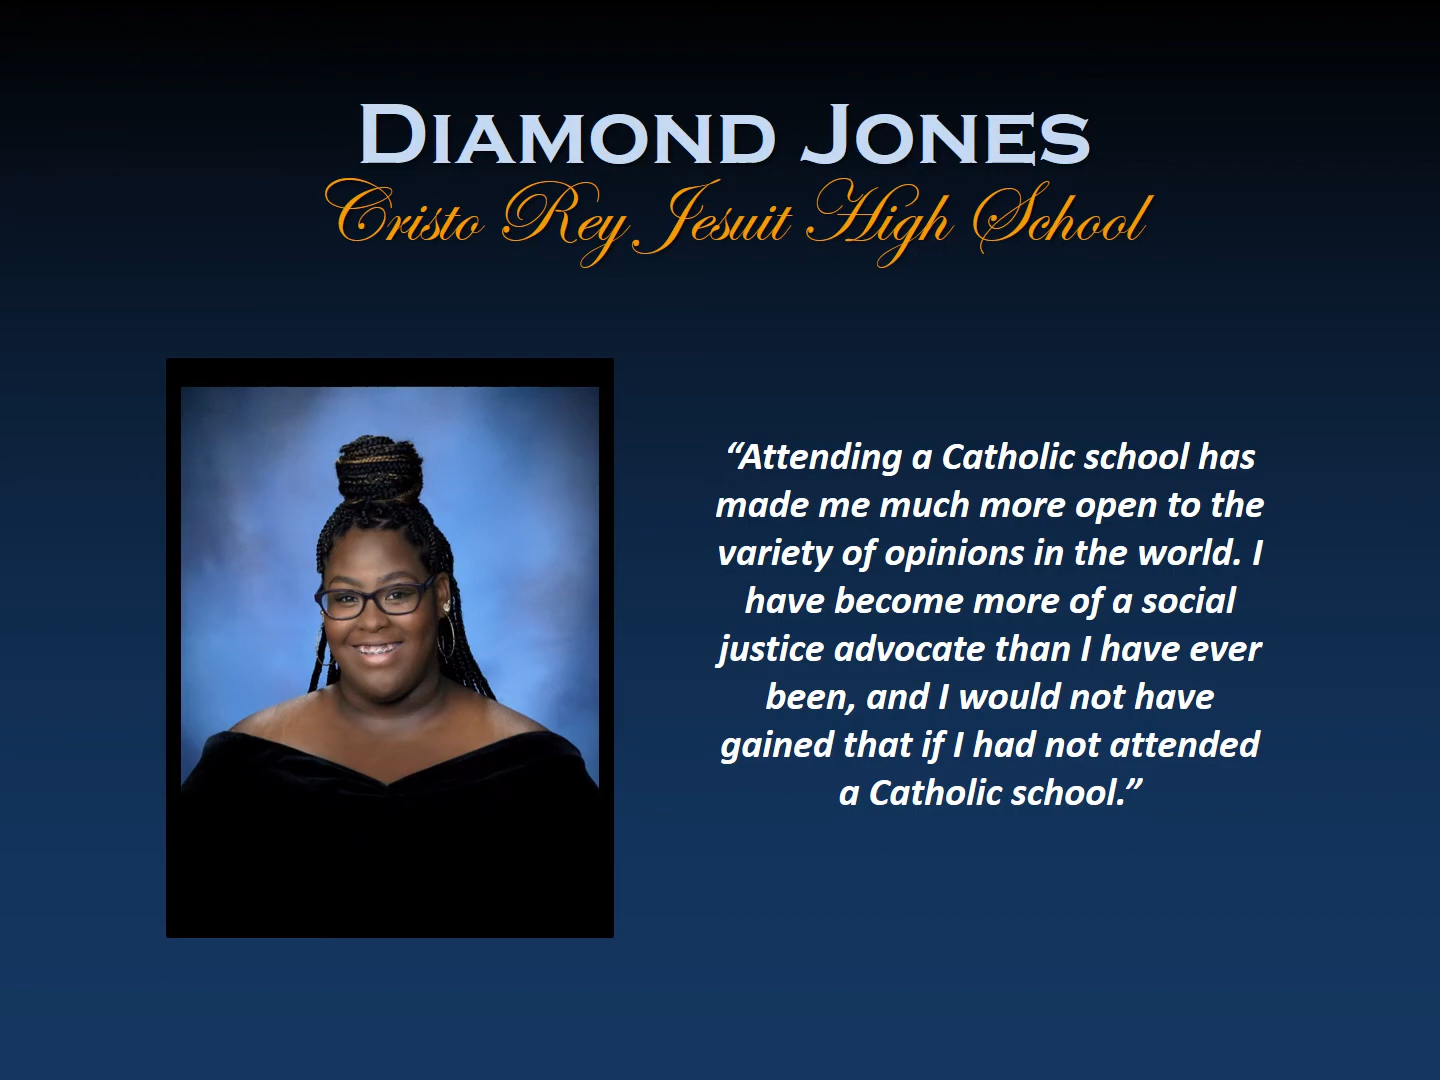 DIAMOND JONES
Cristo Rey Jesuit High School
“Attending a Catholic school has
made me much more open to the
variety of opinions in the world. I
have become more of a social
justice advocate than I have ever
been, and I would not have
gained that if I had not attended
a Catholic school.”